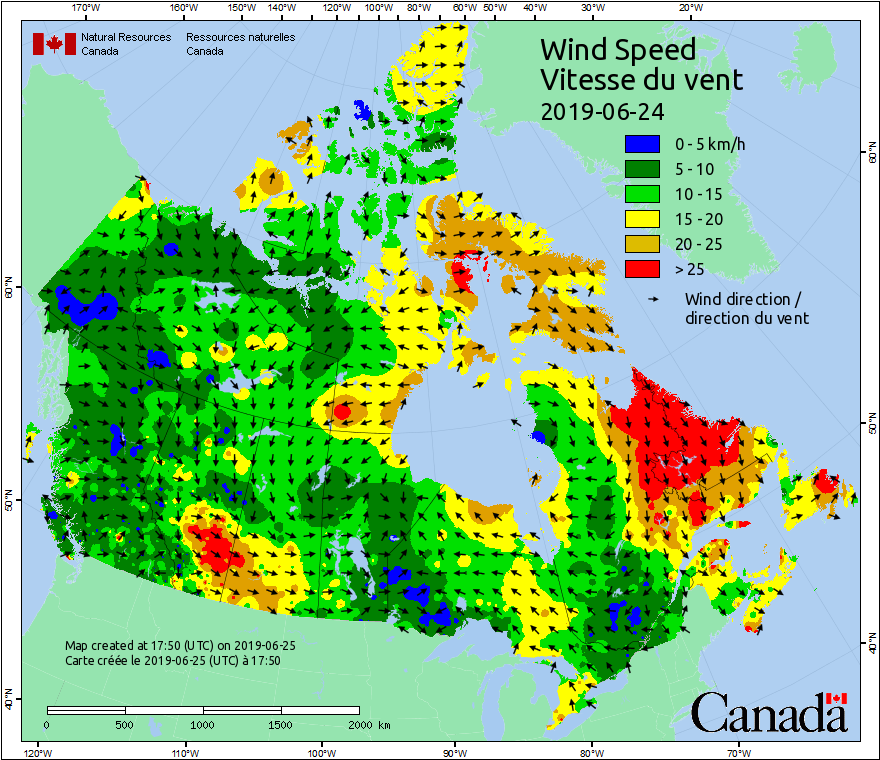 170°W 160°W 150°W 140°W 120°W 100°W 80°W 60°W 50°W 40°W 30°W 20°W
Natural Resources
Canada
Ressources naturelles
Canada
Wind Speed
Vitesse du vent
2019-06-24
0 - 5 km/h
5 - 10
10 - 15
15 - 20
20 - 25
> 25
Wind direction /
direction du vent
60°N
60°N
50°N
50°N
40°N
40°N
Map created at 17:50 (UTC) on 2019-06-25
Carte créée le 2019-06-25 (UTC) à 17:50
0 500 1000 1500 2000 km
Canada
120°W 110°W 100°W 90°W 80°W 70°W